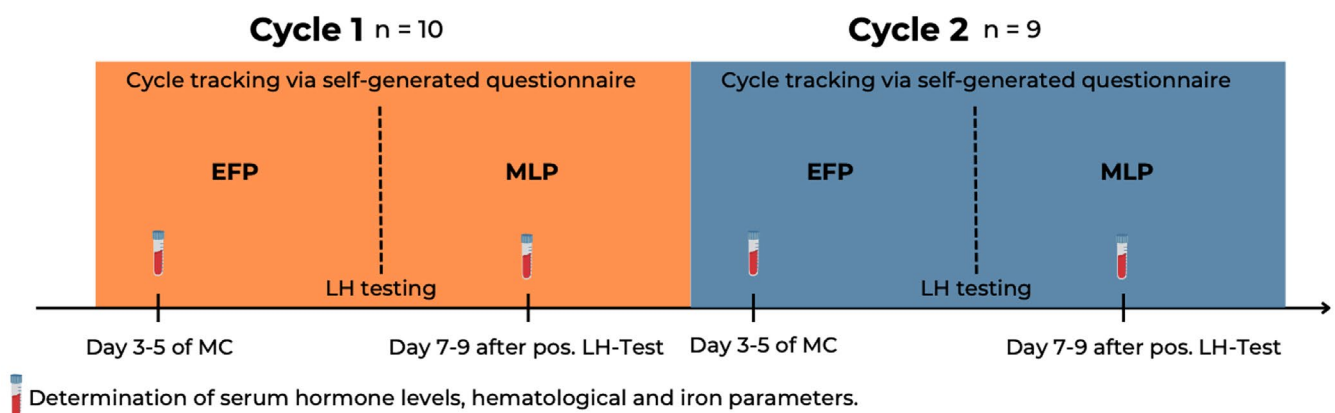 Cycle 1 n = 10
Cycle 2 n = 9
Cycle tracking via self-generated questionnaire
Cycle tracking via self-generated questionnaire
EFP
MLP
EFP
MLP
LH testing
LH testing
Day 3-5 of MC
Day 7-9 after pos. LH-Test
Day 3-5 of MC
Day 7-9 after pos. LH-Test
Determination of serum hormone levels, hematological and iron parameters.